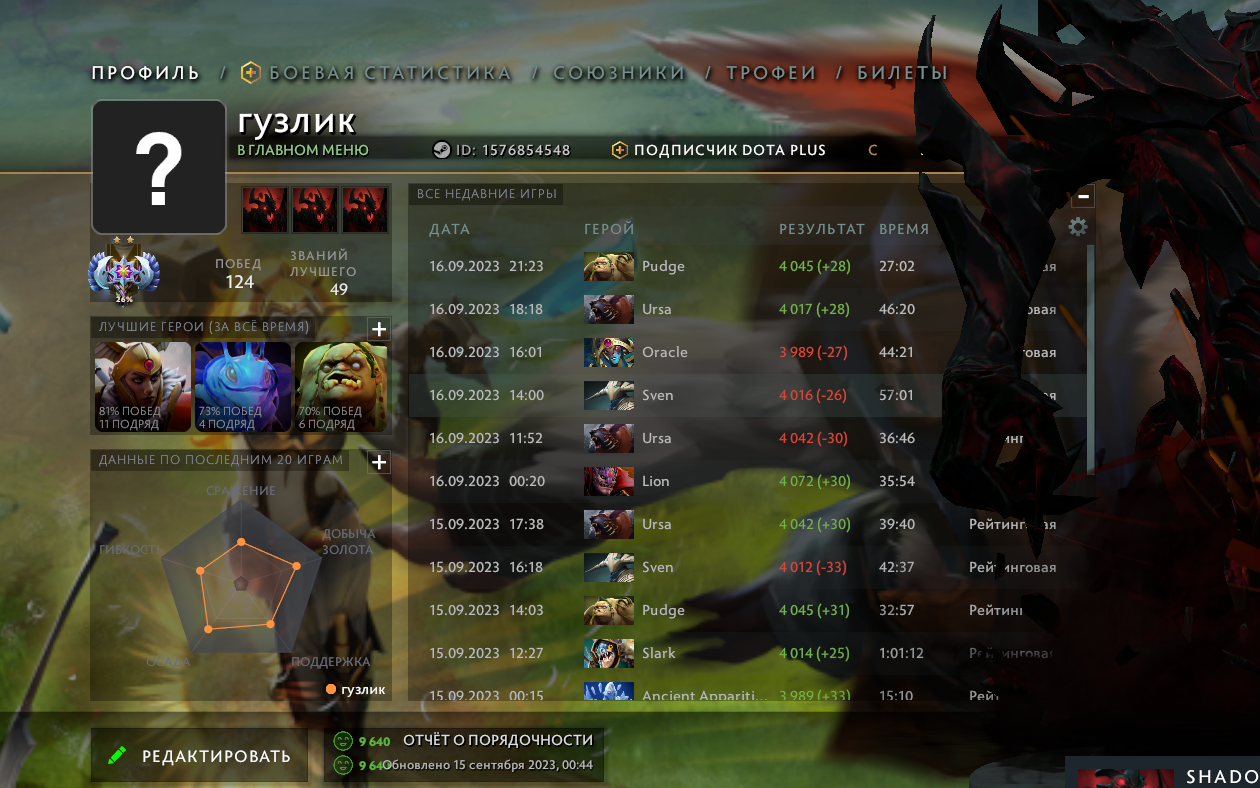 ПРОФИЛЬ / БОЕВАЯ СТАТИСТИКА / СОЮЗНИКИ / ТРОФЕИ / БИЛЕТЫ
?
гузлик
В ГЛАВНОМ МЕНЮ ID: 1576854548 ПОДПИСЧИК DOTA PLUS С
26%
ПОБЕД
124
ЗВАНИЙ
ЛУЧШЕГО
49
ЛУЧШИЕ ГЕРОИ (ЗА ВСЁ ВРЕМЯ)
81% ПОБЕД
11 ПОДРЯД
73% ПОБЕД
4 ПОДРЯД
70% ПОБЕД
6 ПОДРЯД
ДАННЫЕ ПО ПОСЛЕДНИМ 20 ИГРАМ
СРАЖЕНИЕ
ДОБЫЧА
ЗОЛОТА
ГИБКОСТЬ
ОСАДА
ПОДДЕРЖКА
гузлик
ВСЕ НЕДАВНИЕ ИГРЫ
ДАТА ГЕРОЙ РЕЗУЛЬТАТ ВРЕМЯ
16.09.2023 21:23 Pudge 4 045 (+28) 27:02
16.09.2023 18:18 Ursa 4 017 (+28) 46:20
16.09.2023 16:01 Oracle 3 989 (-27) 44:21
16.09.2023 14:00 Sven 4 016 (-26) 57:01
16.09.2023 11:52 Ursa 4 042 (-30) 36:46
16.09.2023 00:20 Lion 4 072 (+30) 35:54
15.09.2023 17:38 Ursa 4 042 (+30) 39:40 Рейтинговая
15.09.2023 16:18 Sven 4 012 (-33) 42:37 Рейтинговая
15.09.2023 14:03 Pudge 4 045 (+31) 32:57 Рейтинг
15.09.2023 12:27 Slark 4 014 (+25) 1:01:12 Рейтинговая
15.09.2023 00:15 Ancient Appariti... 3 989 (+33) 15:10 Рейт
РЕДАКТИРОВАТЬ
9 640 ОТЧЁТ О ПОРЯДОЧНОСТИ
9 640 Обновлено 15 сентября 2023, 00:44
SHADO